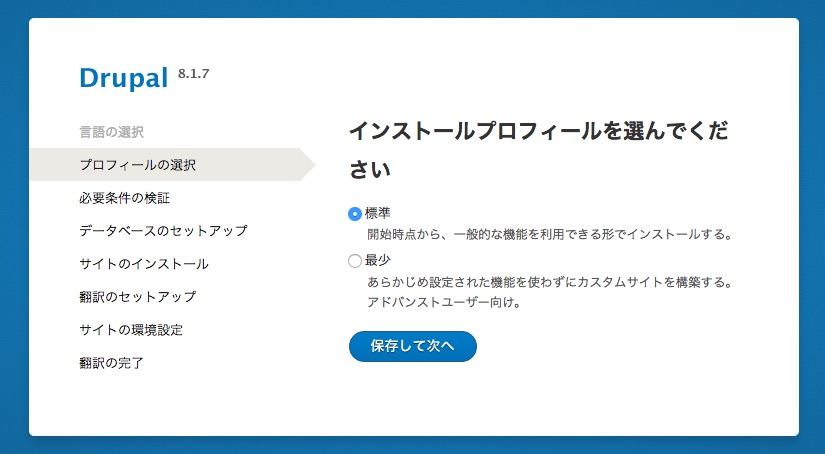 Drupal 8.1.7
言語の選択
プロフィールの選択
必要条件の検証
データベースのセットアップ
サイトのインストール
翻訳のセットアップ
サイトの環境設定
翻訳の完了
インストールプロフィールを選んでくだ
さい
標準
開始時点から、一般的な機能を利用できる形でインストールする。
最少
あらかじめ設定された機能を使わずにカスタムサイトを構築する。
アドバンストユーザー向け。
保存して次へ